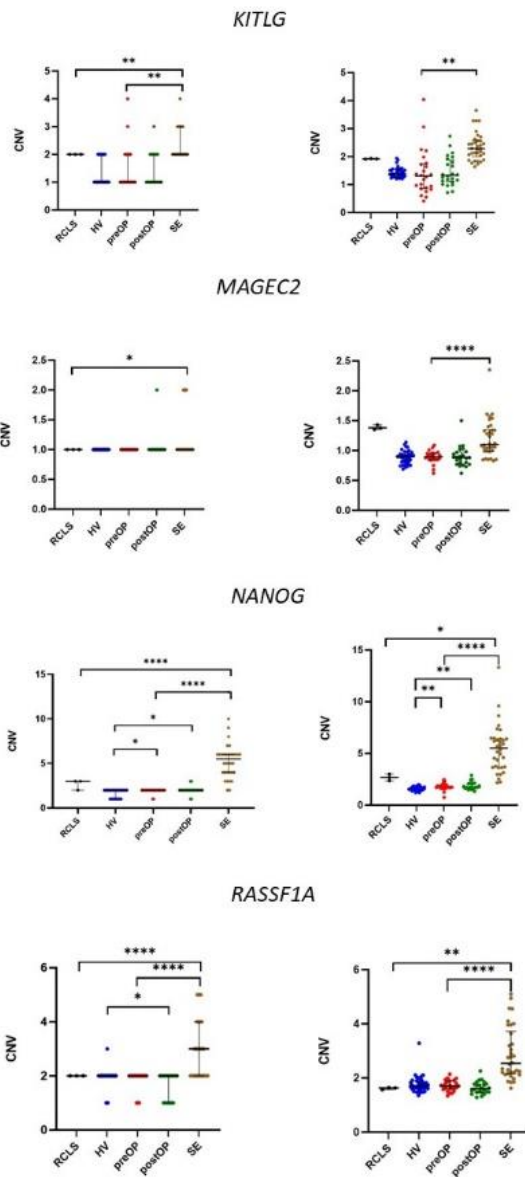 KITLG
** **
** 
CNV
5
4
3
2
1
RCLS HV preOP postOP SE
CNV
5
4
3
2
1
0
RCLS HV preOP postOP SE
MAGEC2
* ****
CNV
2.5
2.0
1.5
1.0
0.5
0.0
RCLS HV preOP postOP SE
CNV
2.5
2.0
1.5
1.0
0.5
0.0
RCLS HV preOP postOP SE
NANOG
**** *
**** ****
* **
* **
CNV
15
10
5
0
RCLS HV preOP postOP SE
CNV
15
10
5
0
RCLS HV preOP postOP SE
RASSF1A
**** **
**** ****
*
CNV
6
4
2
0
RCLS HV preOP postOP SE
CNV
6
4
2
0
RCLS HV preOP postOP SE